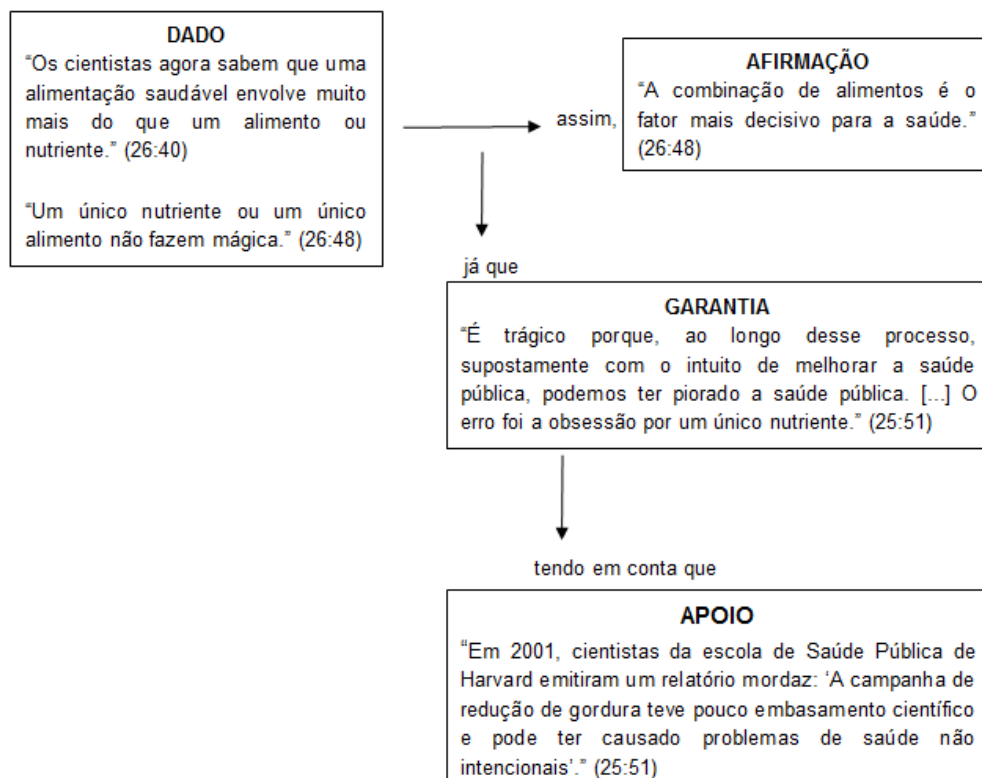 DADO
“Os cientistas agora sabem que uma
alimentação saudável envolve muito
mais do que um alimento ou
nutriente.” (26:40)
“Um único nutriente ou um único
alimento não fazem mágica.” (26:48)
assim,
AFIRMAÇÃO
“A combinação de alimentos é o
fator mais decisivo para a saúde.”
(26:48)
já que
GARANTIA
“É trágico porque, ao longo desse processo,
supostamente com o intuito de melhorar a saúde
pública, podemos ter piorado a saúde pública. [...] O
erro foi a obsessão por um único nutriente.” (25:51)
tendo em conta que
APOIO
“Em 2001, cientistas da escola de Saúde Pública de
Harvard emitiram um relatório mordaz: ‘A campanha de
redução de gordura teve pouco embasamento científico
e pode ter causado problemas de saúde não
intencionais’.” (25:51)